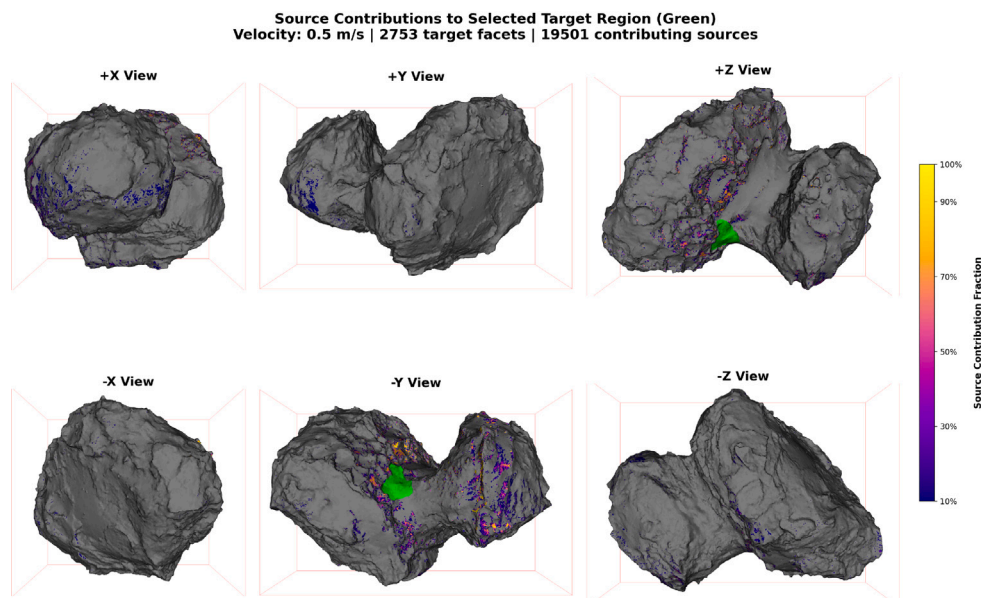 Source Contributions to Selected Target Region (Green)
Velocity: 0.5 m/s | 2753 target facets | 19501 contributing sources
+X View
+Y View
+Z View
-X View
-Y View
-Z View
100%
90%
70%
50%
30%
10%
Source Contribution Fraction